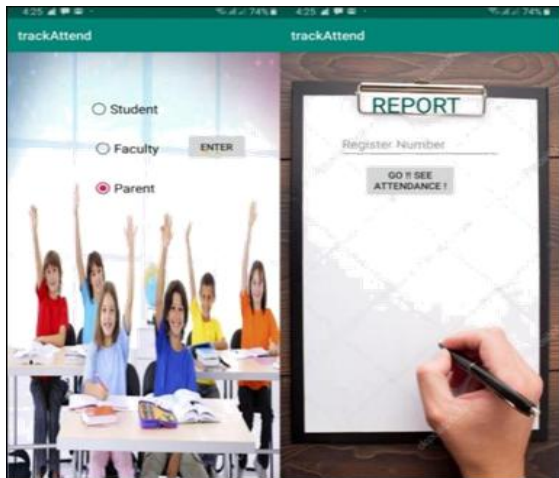 4:25
74%
trackAttend
Student
Faculty
ENTER
Parent
4:25
74%
trackAttend
REPORT
Register Number
GO !! SEE
ATTENDANCE !